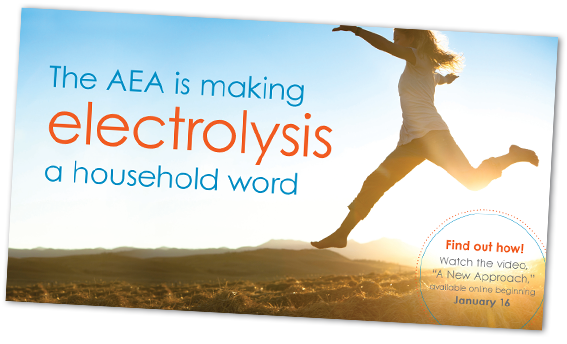 The AEA is making
electrolysis
a household word
Find out how!
Watch the video,
"A New Approach,"
available online beginning
January 16